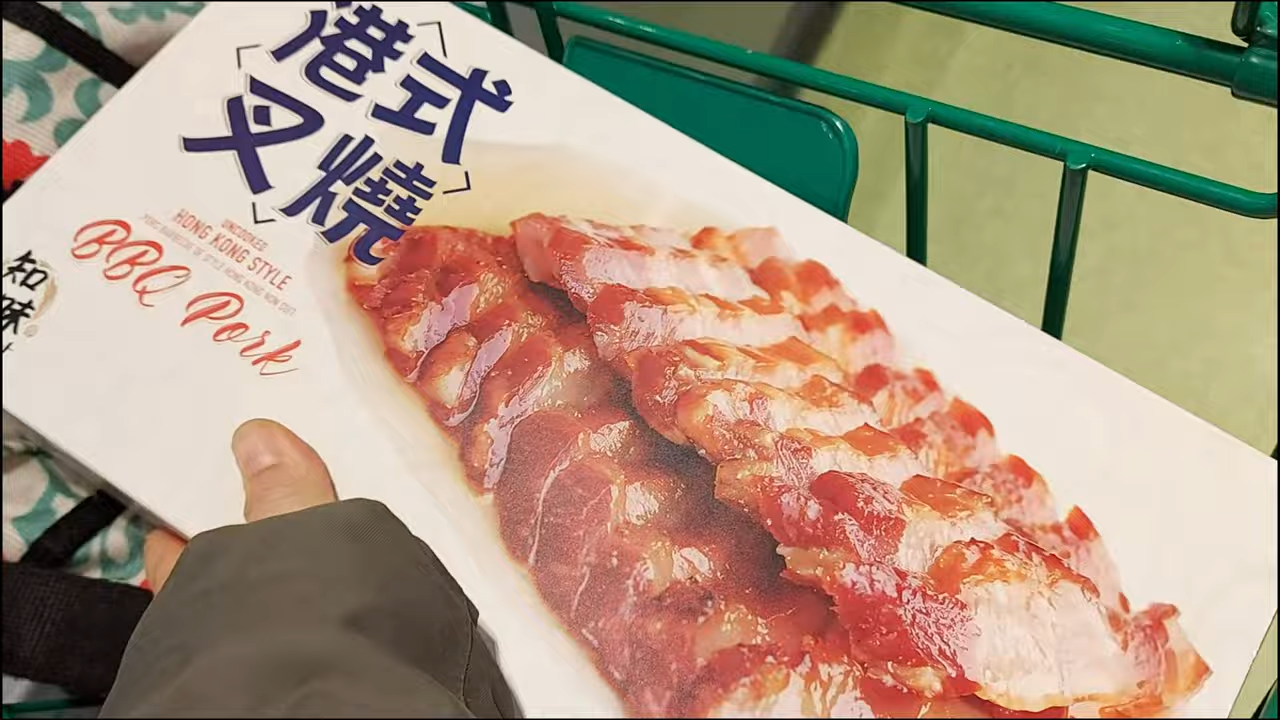 港式
叉燒
UNCOOKED
HONG KONG STYLE
BBQ Pork
知味